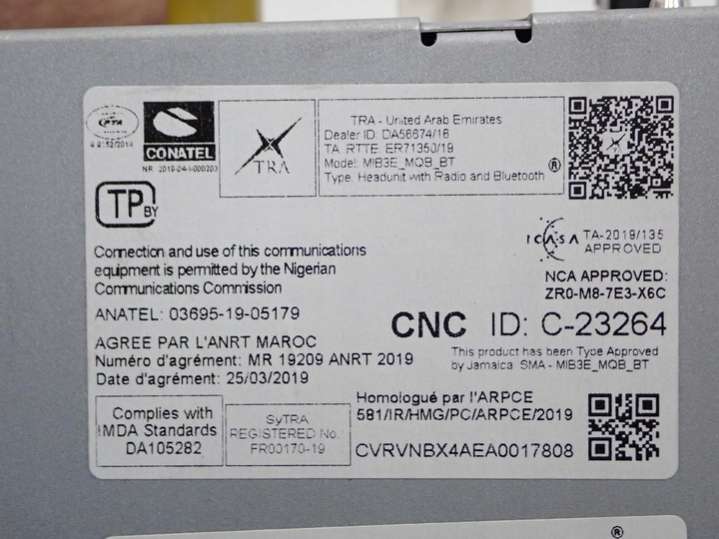 PTA
CONATEL
TRA
TRA - United Arab Emirates
Dealer ID: DA56674/16
TA RTTE: ER71350/19
Model: MIB3E_MQB_BT
Type: Headunit with Radio and Bluetooth ®
TP BY
ICASA TA-2019/135
APPROVED
Connection and use of this communications
equipment is permitted by the Nigerian
Communications Commission
NCA APPROVED:
ZR0-M8-7E3-X6C
ANATEL: 03695-19-05179
CNC ID: C-23264
AGREE PAR L'ANRT MAROC
Numéro d'agrément: MR 19209 ANRT 2019
Date d'agrément: 25/03/2019
This product has been Type Approved
by Jamaica: SMA - MIB3E_MQB_BT
Complies with
IMDA Standards
DA105282
SyTRA
REGISTERED No.:
FR00170-19
Homologué par l'ARPCE
581/IR/HMG/PC/ARPCE/2019
CVRVNBX4AEA0017808
®